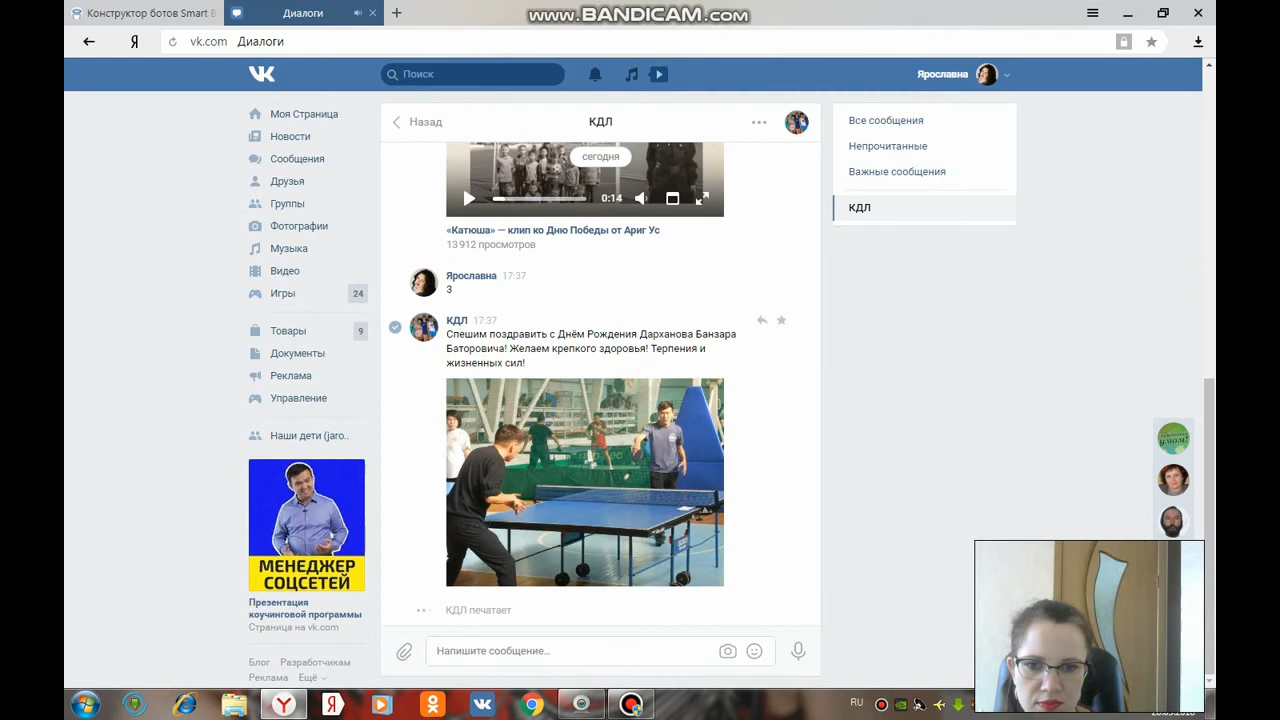 Конструктор ботов Smart B
Диалоги
www.BANDICAM.com
Я
vk.com Диалоги
Поиск
Ярославна
Моя Страница
Новости
Сообщения
Друзья
Группы
Фотографии
Музыка
Видео
Игры 24
Товары 9
Документы
Реклама
Управление
Наши дети (jaro..
МЕНЕДЖЕР
СОЦСЕТЕЙ
Презентация
коучинговой программы
Страница на vk.com
Блог Разработчикам
Реклама Ещё
Назад
КДЛ
сегодня
0:14
«Катюша» — клип ко Дню Победы от Ариг Ус
13 912 просмотров
Ярославна 17:37
3
КДЛ 17:37
Спешим поздравить с Днём Рождения Дарханова Банзара
Баторовича! Желаем крепкого здоровья! Терпения и
жизненных сил!
КДЛ печатает
Напишите сообщение...
Все сообщения
Непрочитанные
Важные сообщения
КДЛ
RU